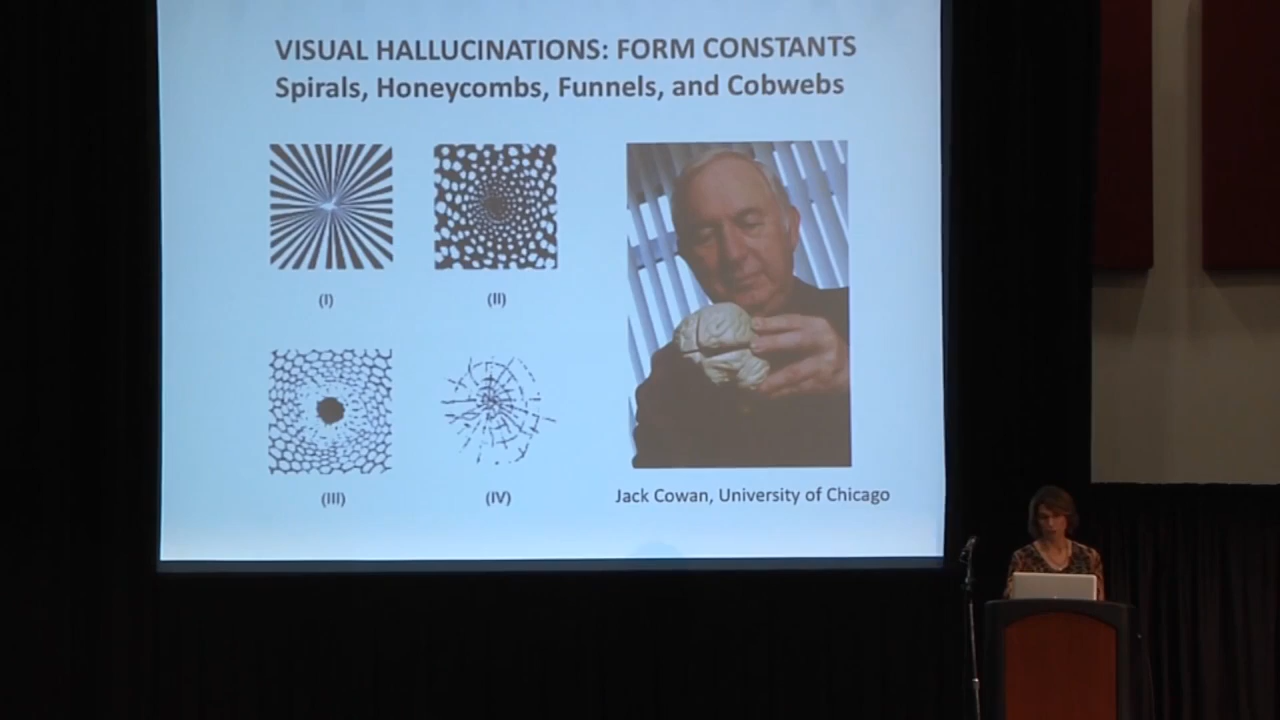 VISUAL HALLUCINATIONS: FORM CONSTANTS
Spirals, Honeycombs, Funnels, and Cobwebs
(I)
(II)
(III)
(IV)
Jack Cowan, University of Chicago